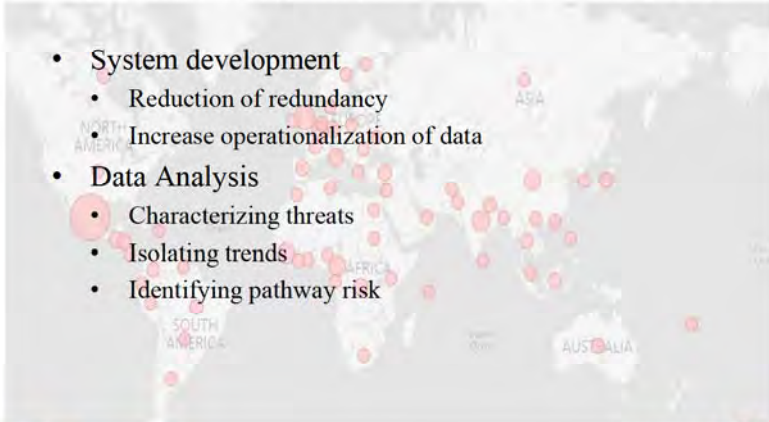 • System development
• Reduction of redundancy
ASIA
EUROPE
NORTH
AMERICA
• Increase operationalization of data
• Data Analysis
• Characterizing threats
• Isolating trends
AFRICA
• Identifying pathway risk
SOUTH
AMERICA
AUSTRALIA